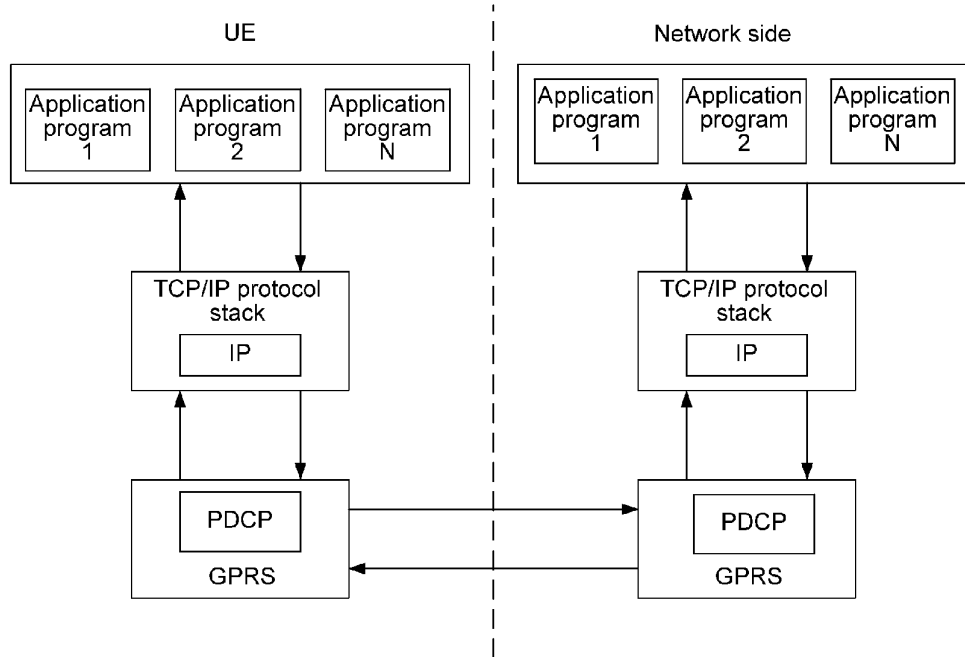 UE
Network side
Application
program
1
Application
program
2
Application
program
N
Application
program
1
Application
program
2
Application
program
N
TCP/IP protocol
stack
IP
TCP/IP protocol
stack
IP
PDCP
GPRS
PDCP
GPRS